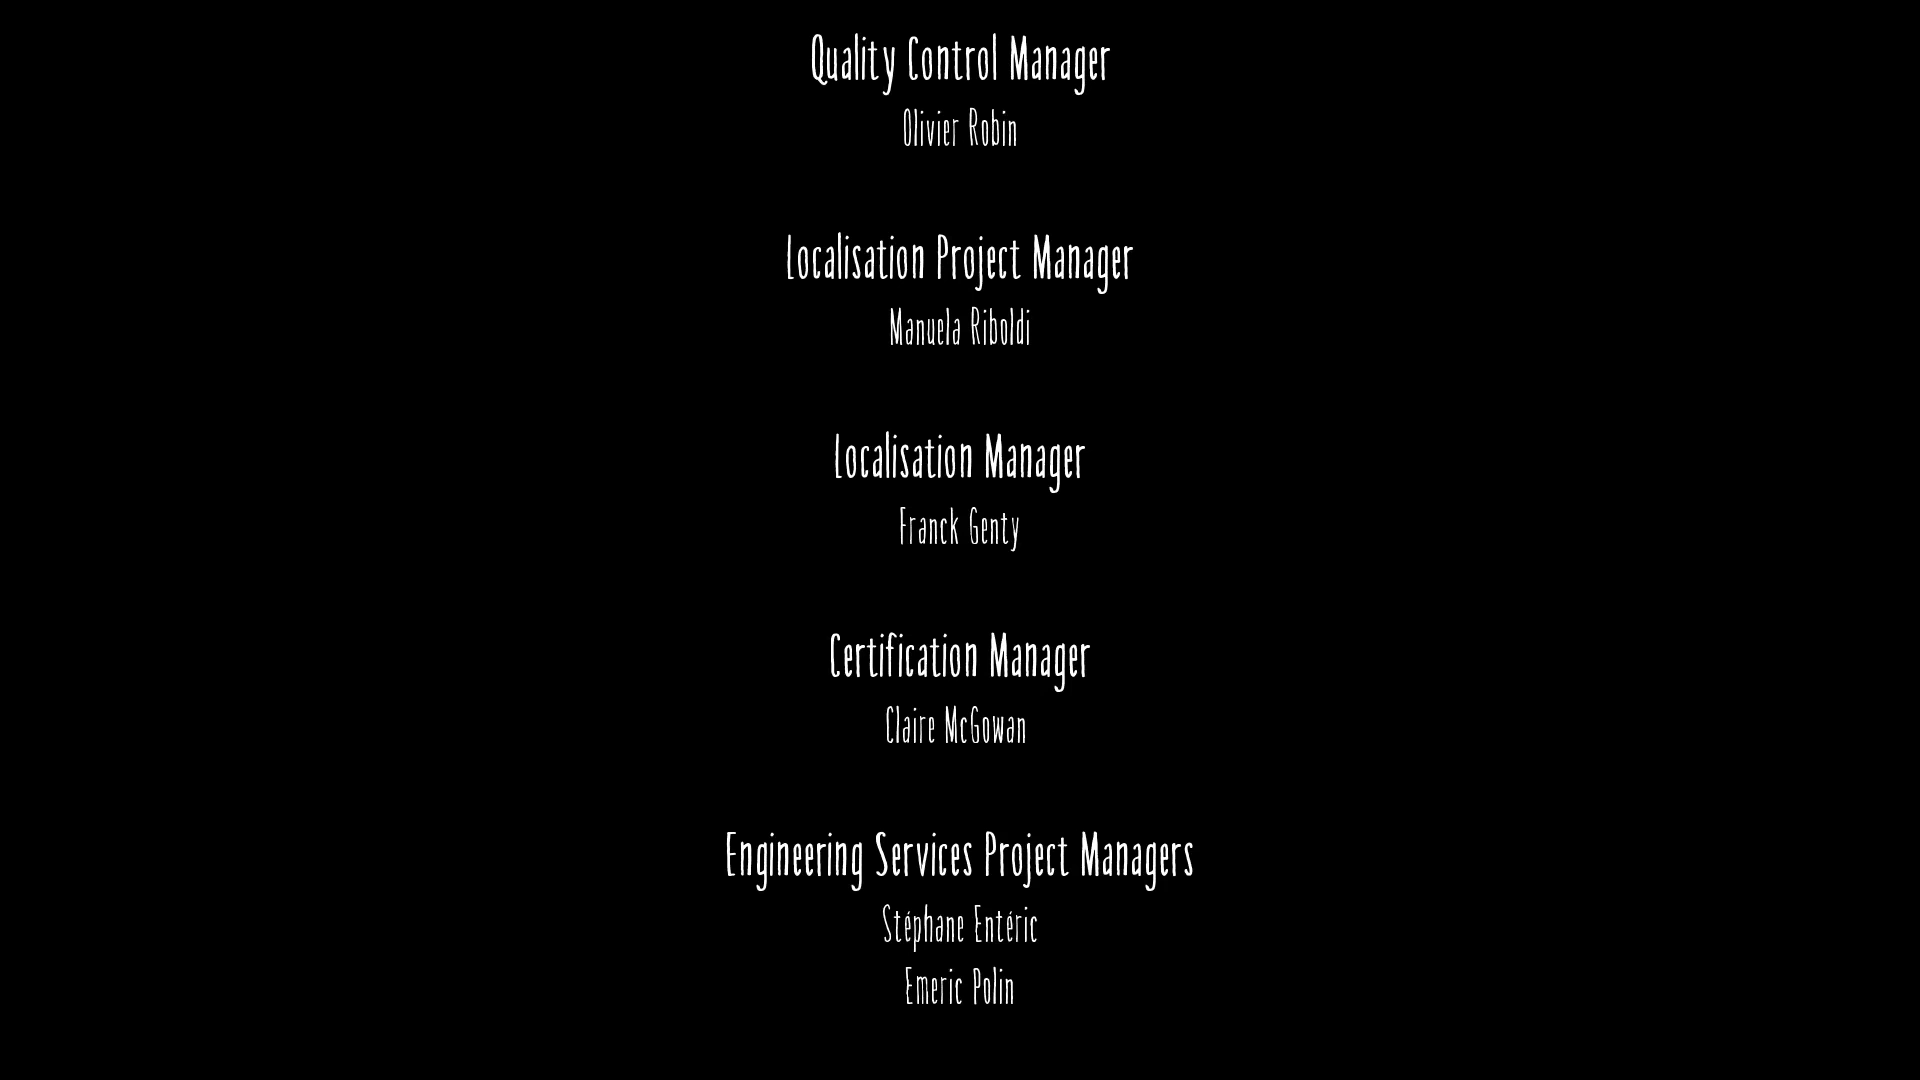 Quality Control Manager
Olivier Robin
Localisation Project Manager
Manuela Riboldi
Localisation Manager
Franck Genty
Certification Manager
Claire McGowan
Engineering Services Project Managers
Stéphane Entéric
Emeric Polin